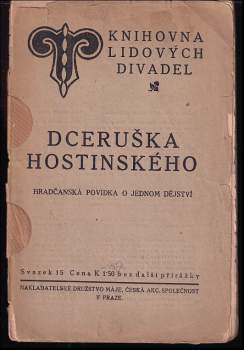 KNIHOVNA
LIDOVÝCH
DIVADEL
DCERUŠKA
HOSTINSKÉHO
HRADČANSKÁ POVÍDKA O JEDNOM DĚJSTVÍ
Svazek 15 Cena K 1·50 bez další přirážky
NAKLADATELSKÉ DRUŽSTVO MÁJE, ČESKÁ AKC. SPOLEČNOST
V PRAZE.